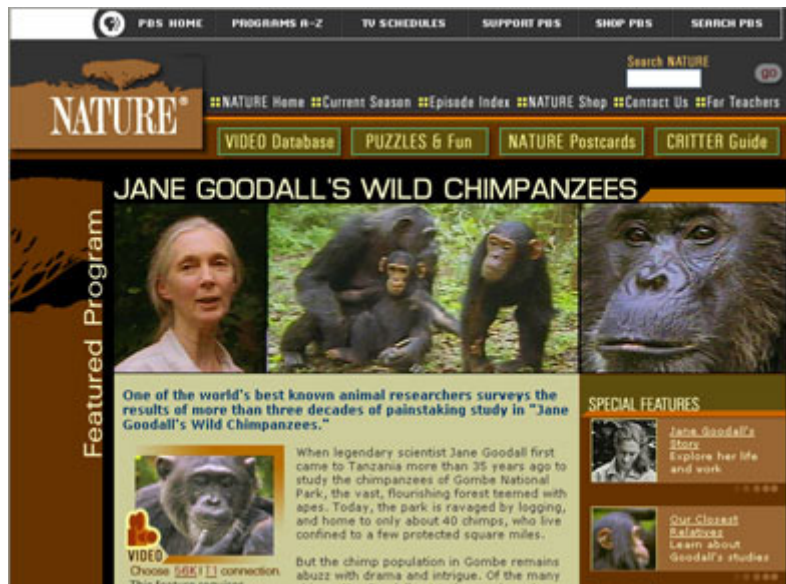 PBS HOME PROGRAMS A-Z TV SCHEDULES SUPPORT PBS SHOP PBS SEARCH PBS
Search NATURE
go
NATURE®
NATURE Home Current Season Episode Index NATURE Shop Contact Us For Teachers
VIDEO Database PUZZLES & Fun NATURE Postcards CRITTER Guide
Featured Program
JANE GOODALL'S WILD CHIMPANZEES
One of the world's best known animal researchers surveys the
results of more than three decades of painstaking study in "Jane
Goodall's Wild Chimpanzees."
When legendary scientist Jane Goodall first
came to Tanzania more than 35 years ago to
study the chimpanzees of Gombe National
Park, the vast, flourishing forest teemed with
apes. Today, the park is ravaged by logging,
and home to only about 40 chimps, who live
confined to a few protected square miles.
But the chimp population in Gombe remains
abuzz with drama and intrigue. Of the many
VIDEO
Choose 56K | T1 connection.
This feature requires
SPECIAL FEATURES
Jane Goodall's
Story
Explore her life
and work
Our Closest
Relatives
Learn about
Goodall's studies